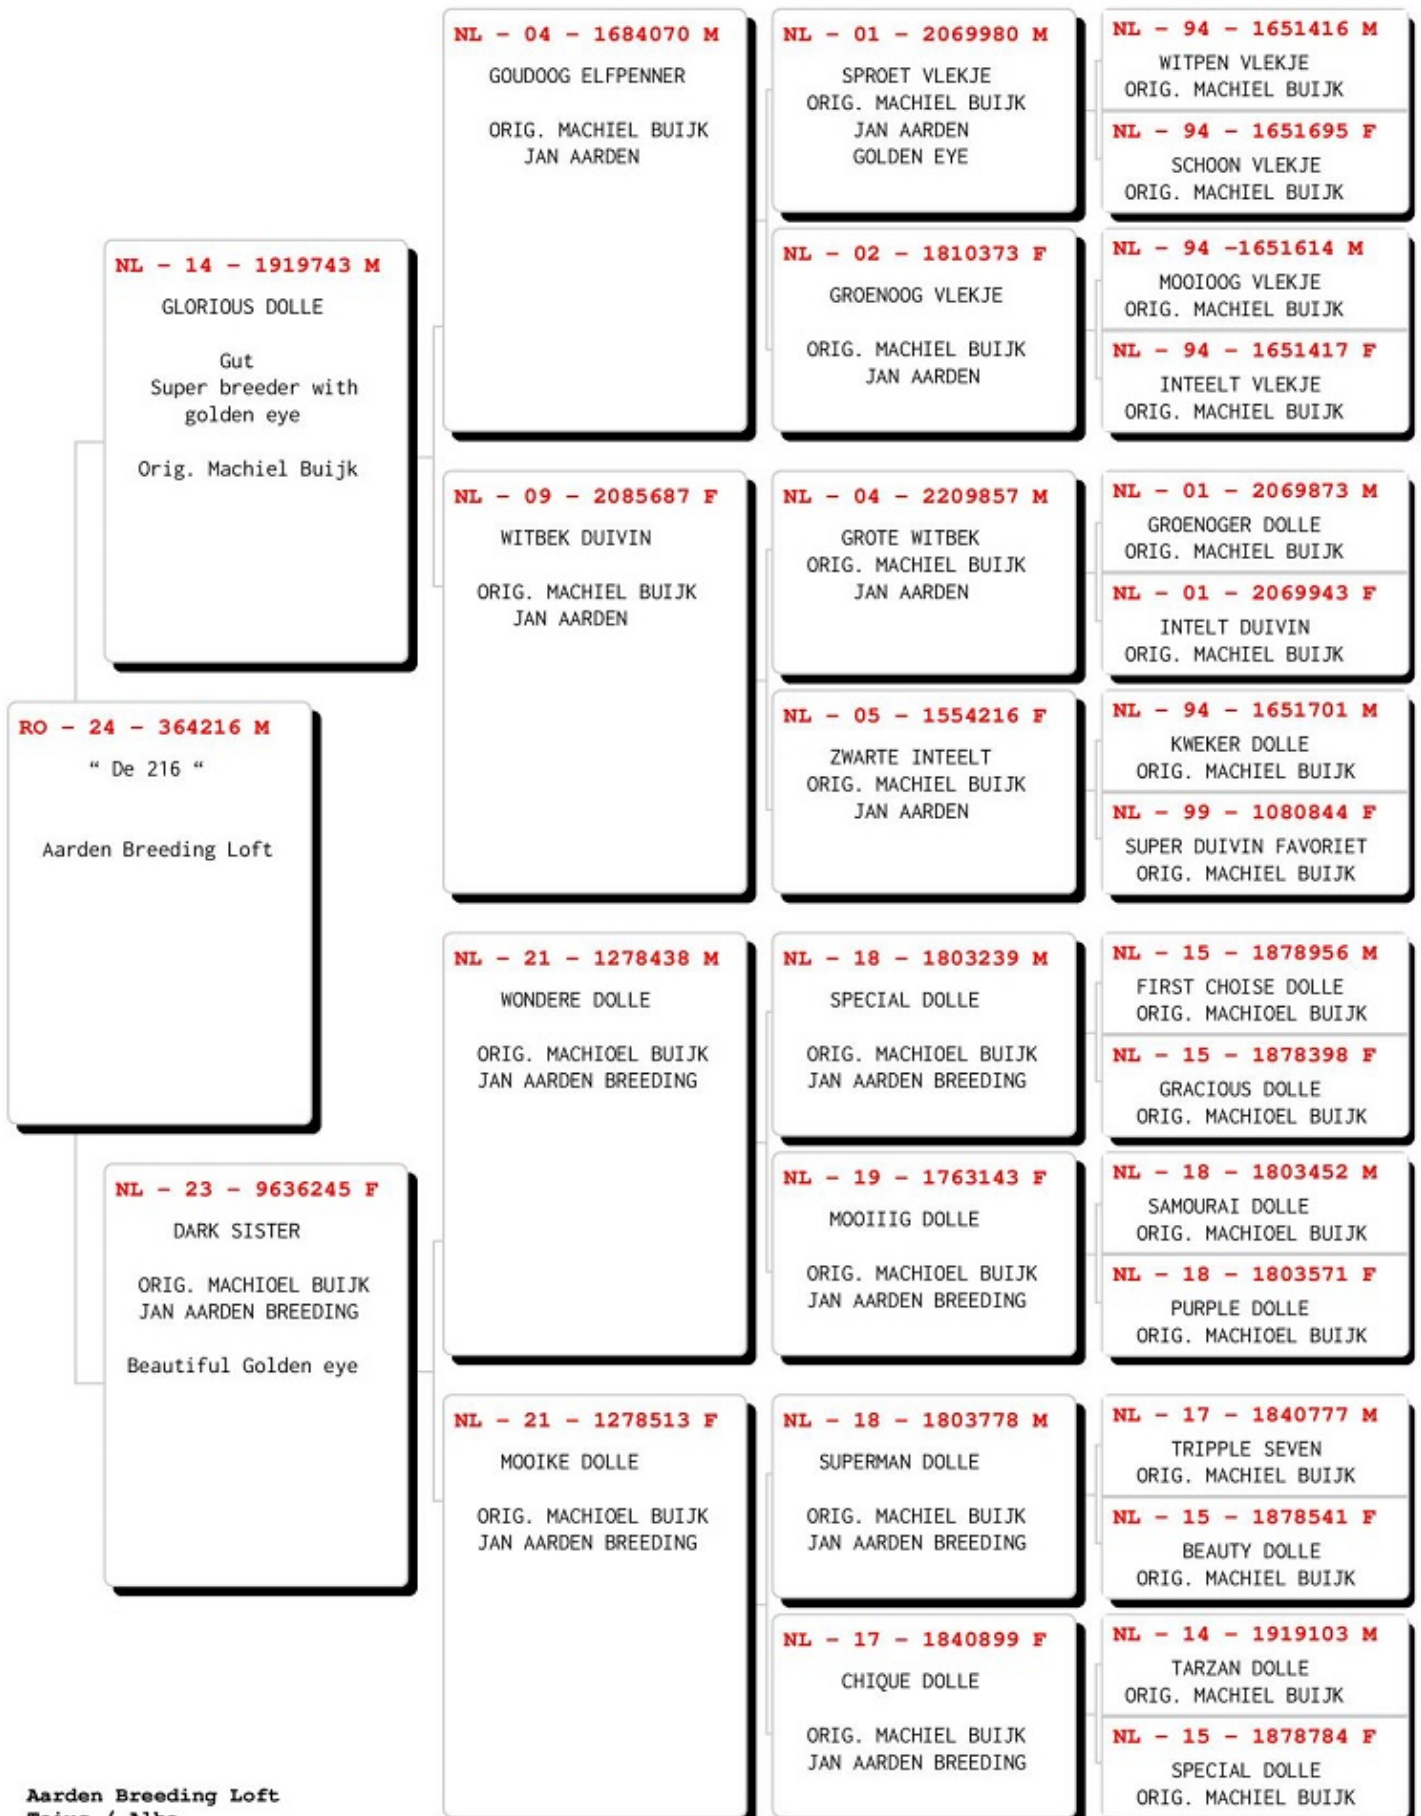 RO - 24 - 364216 M
“ De 216 “
Aarden Breeding Loft
NL - 14 - 1919743 M
GLORIOUS DOLLE
Gut
Super breeder with
golden eye
Orig. Machiel Buijk
NL - 23 - 9636245 F
DARK SISTER
ORIG. MACHIOEL BUIJK
JAN AARDEN BREEDING
Beautiful Golden eye
NL - 04 - 1684070 M
GOUDOOG ELFPENNER
ORIG. MACHIEL BUIJK
JAN AARDEN
NL - 09 - 2085687 F
WITBEK DUIVIN
ORIG. MACHIEL BUIJK
JAN AARDEN
NL - 21 - 1278438 M
WONDERE DOLLE
ORIG. MACHIOEL BUIJK
JAN AARDEN BREEDING
NL - 21 - 1278513 F
MOOIKE DOLLE
ORIG. MACHIOEL BUIJK
JAN AARDEN BREEDING
NL - 01 - 2069980 M
SPROET VLEKJE
ORIG. MACHIEL BUIJK
JAN AARDEN
GOLDEN EYE
NL - 02 - 1810373 F
GROENOOG VLEKJE
ORIG. MACHIEL BUIJK
JAN AARDEN
NL - 04 - 2209857 M
GROTE WITBEK
ORIG. MACHIEL BUIJK
JAN AARDEN
NL - 05 - 1554216 F
ZWARTE INTEELT
ORIG. MACHIEL BUIJK
JAN AARDEN
NL - 18 - 1803239 M
SPECIAL DOLLE
ORIG. MACHIOEL BUIJK
JAN AARDEN BREEDING
NL - 19 - 1763143 F
MOOIIIG DOLLE
ORIG. MACHIOEL BUIJK
JAN AARDEN BREEDING
NL - 18 - 1803778 M
SUPERMAN DOLLE
ORIG. MACHIEL BUIJK
JAN AARDEN BREEDING
NL - 17 - 1840899 F
CHIQUE DOLLE
ORIG. MACHIEL BUIJK
JAN AARDEN BREEDING
NL - 94 - 1651416 M
WITPEN VLEKJE
ORIG. MACHIEL BUIJK
NL - 94 - 1651695 F
SCHOON VLEKJE
ORIG. MACHIEL BUIJK
NL - 94 -1651614 M
MOOIOOG VLEKJE
ORIG. MACHIEL BUIJK
NL - 94 - 1651417 F
INTEELT VLEKJE
ORIG. MACHIEL BUIJK
NL - 01 - 2069873 M
GROENOGER DOLLE
ORIG. MACHIEL BUIJK
NL - 01 - 2069943 F
INTELT DUIVIN
ORIG. MACHIEL BUIJK
NL - 94 - 1651701 M
KWEKER DOLLE
ORIG. MACHIEL BUIJK
NL - 99 - 1080844 F
SUPER DUIVIN FAVORIET
ORIG. MACHIEL BUIJK
NL - 15 - 1878956 M
FIRST CHOISE DOLLE
ORIG. MACHIOEL BUIJK
NL - 15 - 1878398 F
GRACIOUS DOLLE
ORIG. MACHIOEL BUIJK
NL - 18 - 1803452 M
SAMOURAI DOLLE
ORIG. MACHIOEL BUIJK
NL - 18 - 1803571 F
PURPLE DOLLE
ORIG. MACHIOEL BUIJK
NL - 17 - 1840777 M
TRIPPLE SEVEN
ORIG. MACHIEL BUIJK
NL - 15 - 1878541 F
BEAUTY DOLLE
ORIG. MACHIEL BUIJK
NL - 14 - 1919103 M
TARZAN DOLLE
ORIG. MACHIEL BUIJK
NL - 15 - 1878784 F
SPECIAL DOLLE
ORIG. MACHIEL BUIJK
Aarden Breeding Loft